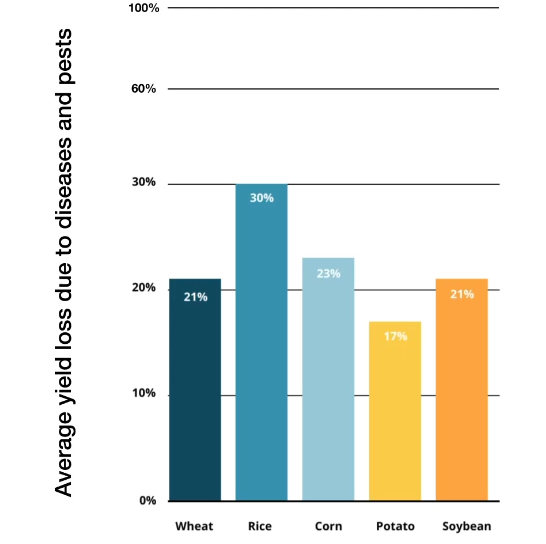 Average yield loss due to diseases and pests
100%
60%
30%
20%
10%
0%
21%
30%
23%
17%
21%
Wheat
Rice
Corn
Potato
Soybean